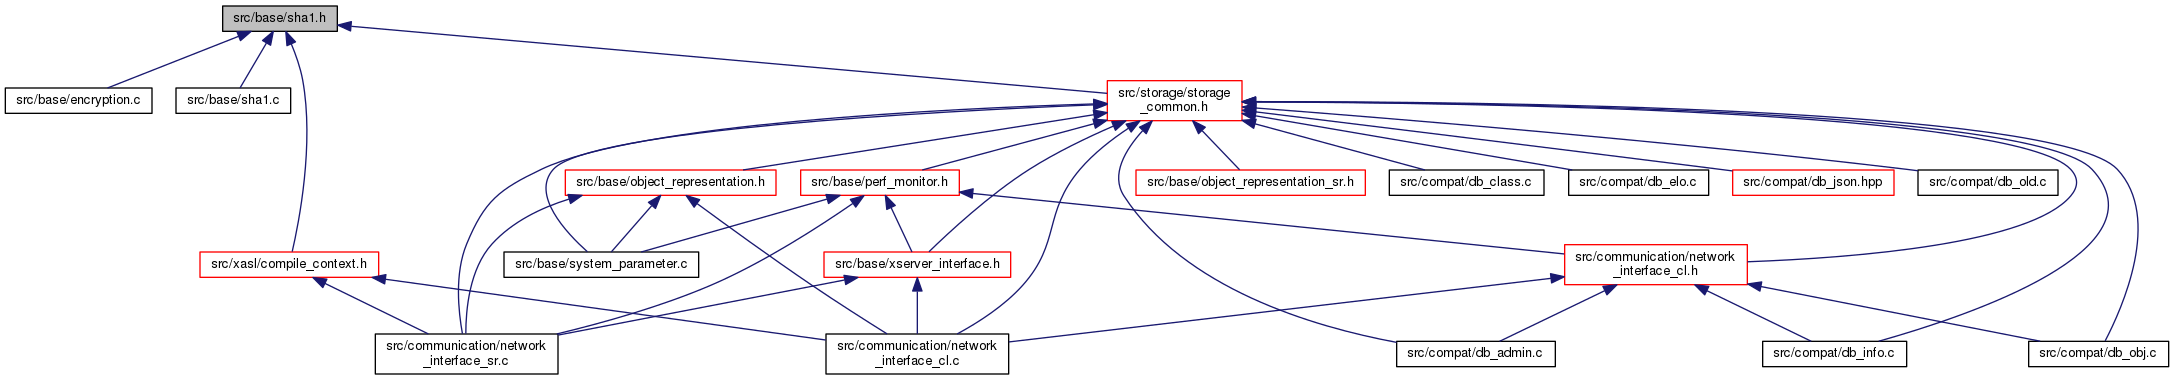 src/base/sha1.h
src/storage/storage
_common.h
src/base/encryption.c
src/base/sha1.c
src/base/object_representation.h
src/base/perf_monitor.h
src/base/object_representation_sr.h
src/compat/db_class.c
src/compat/db_elo.c
src/compat/db_json.hpp
src/compat/db_old.c
src/xasl/compile_context.h
src/base/system_parameter.c
src/base/xserver_interface.h
src/communication/network
_interface_cl.h
src/communication/network
_interface_sr.c
src/communication/network
_interface_cl.c
src/compat/db_admin.c
src/compat/db_info.c
src/compat/db_obj.c